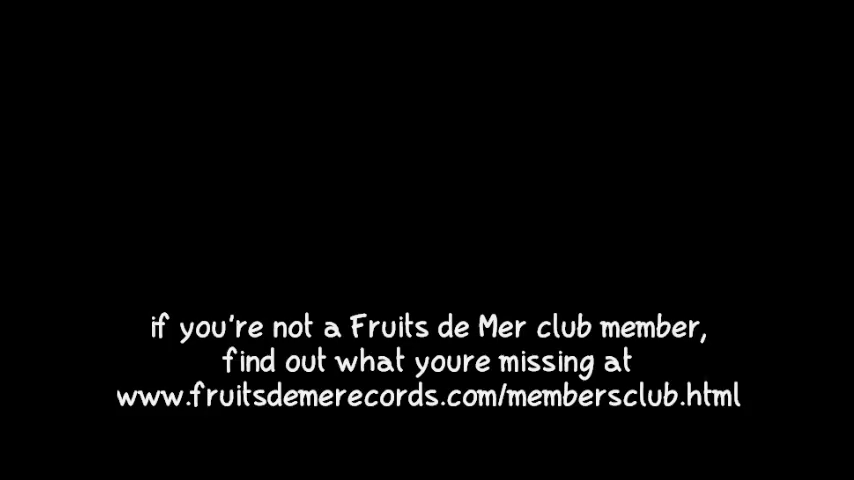 if you're not a Fruits de Mer club member,
find out what youre missing at
www.fruitsdemerecords.com/membersclub.html